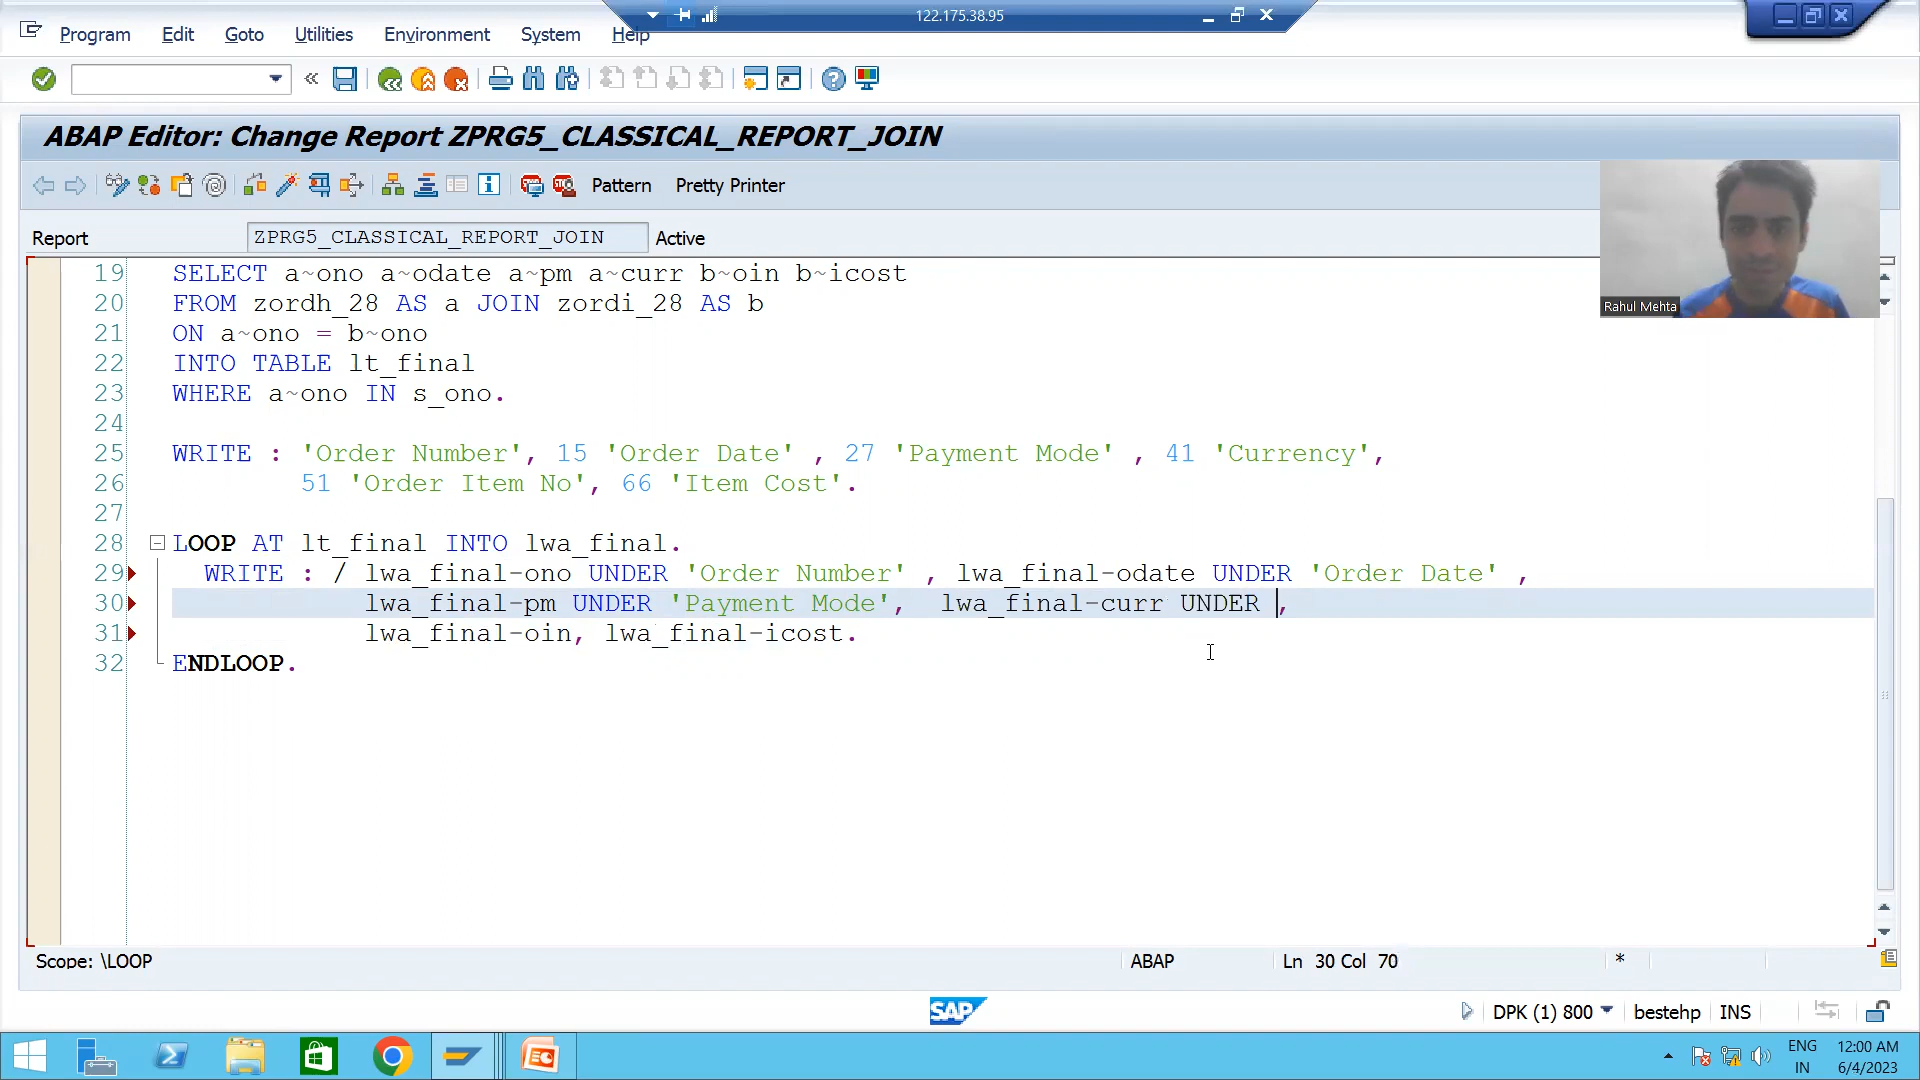 122.175.38.95
Program Edit Goto Utilities Environment System Help
ABAP Editor: Change Report ZPRG5_CLASSICAL_REPORT_JOIN
Pattern Pretty Printer
Report ZPRG5_CLASSICAL_REPORT_JOIN Active
Rahul Mehta
19 SELECT a~ono a~odate a~pm a~curr b~oin b~icost
20 FROM zordh_28 AS a JOIN zordi_28 AS b
21 ON a~ono = b~ono
22 INTO TABLE lt_final
23 WHERE a~ono IN s_ono.
24
25 WRITE : 'Order Number', 15 'Order Date' , 27 'Payment Mode' , 41 'Currency',
26 51 'Order Item No', 66 'Item Cost'.
27
28 LOOP AT lt_final INTO lwa_final.
29 WRITE : / lwa_final-ono UNDER 'Order Number' , lwa_final-odate UNDER 'Order Date' ,
30 lwa_final-pm UNDER 'Payment Mode', lwa_final-curr UNDER ,
31 lwa_final-oin, lwa_final-icost.
32 ENDLOOP.
Scope: \LOOP ABAP Ln 30 Col 70 *
SAP DPK (1) 800 bestehp INS
ENG 12:00 AM
IN 6/4/2023